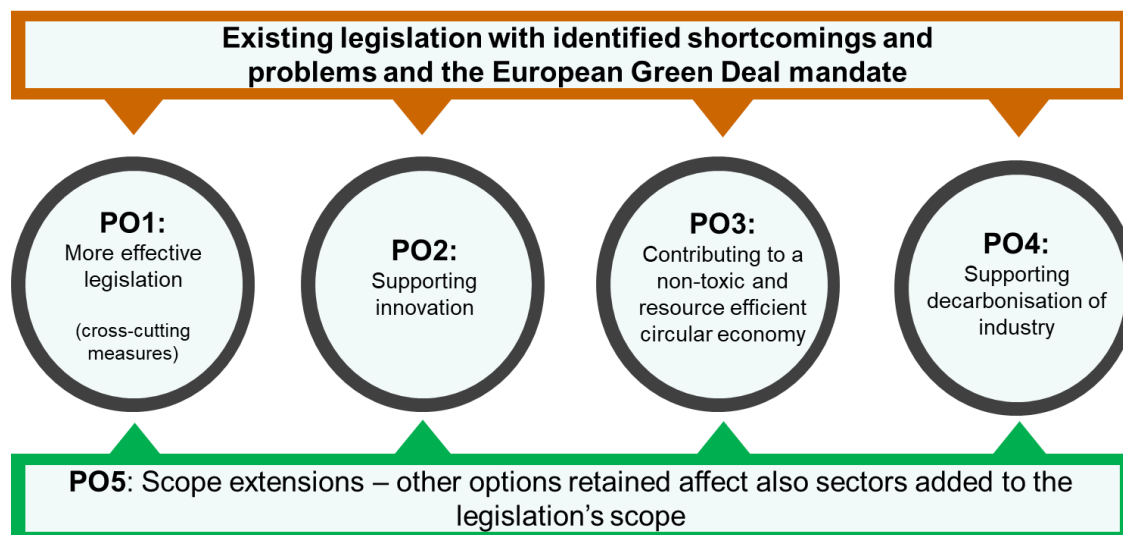 Existing legislation with identified shortcomings and
problems and the European Green Deal mandate
PO1:
More effective
legislation
(cross-cutting
measures)
PO2:
Supporting
innovation
PO3:
Contributing to a
non-toxic and
resource efficient
circular economy
PO4:
Supporting
decarbonisation of
industry
PO5: Scope extensions – other options retained affect also sectors added to the
legislation’s scope